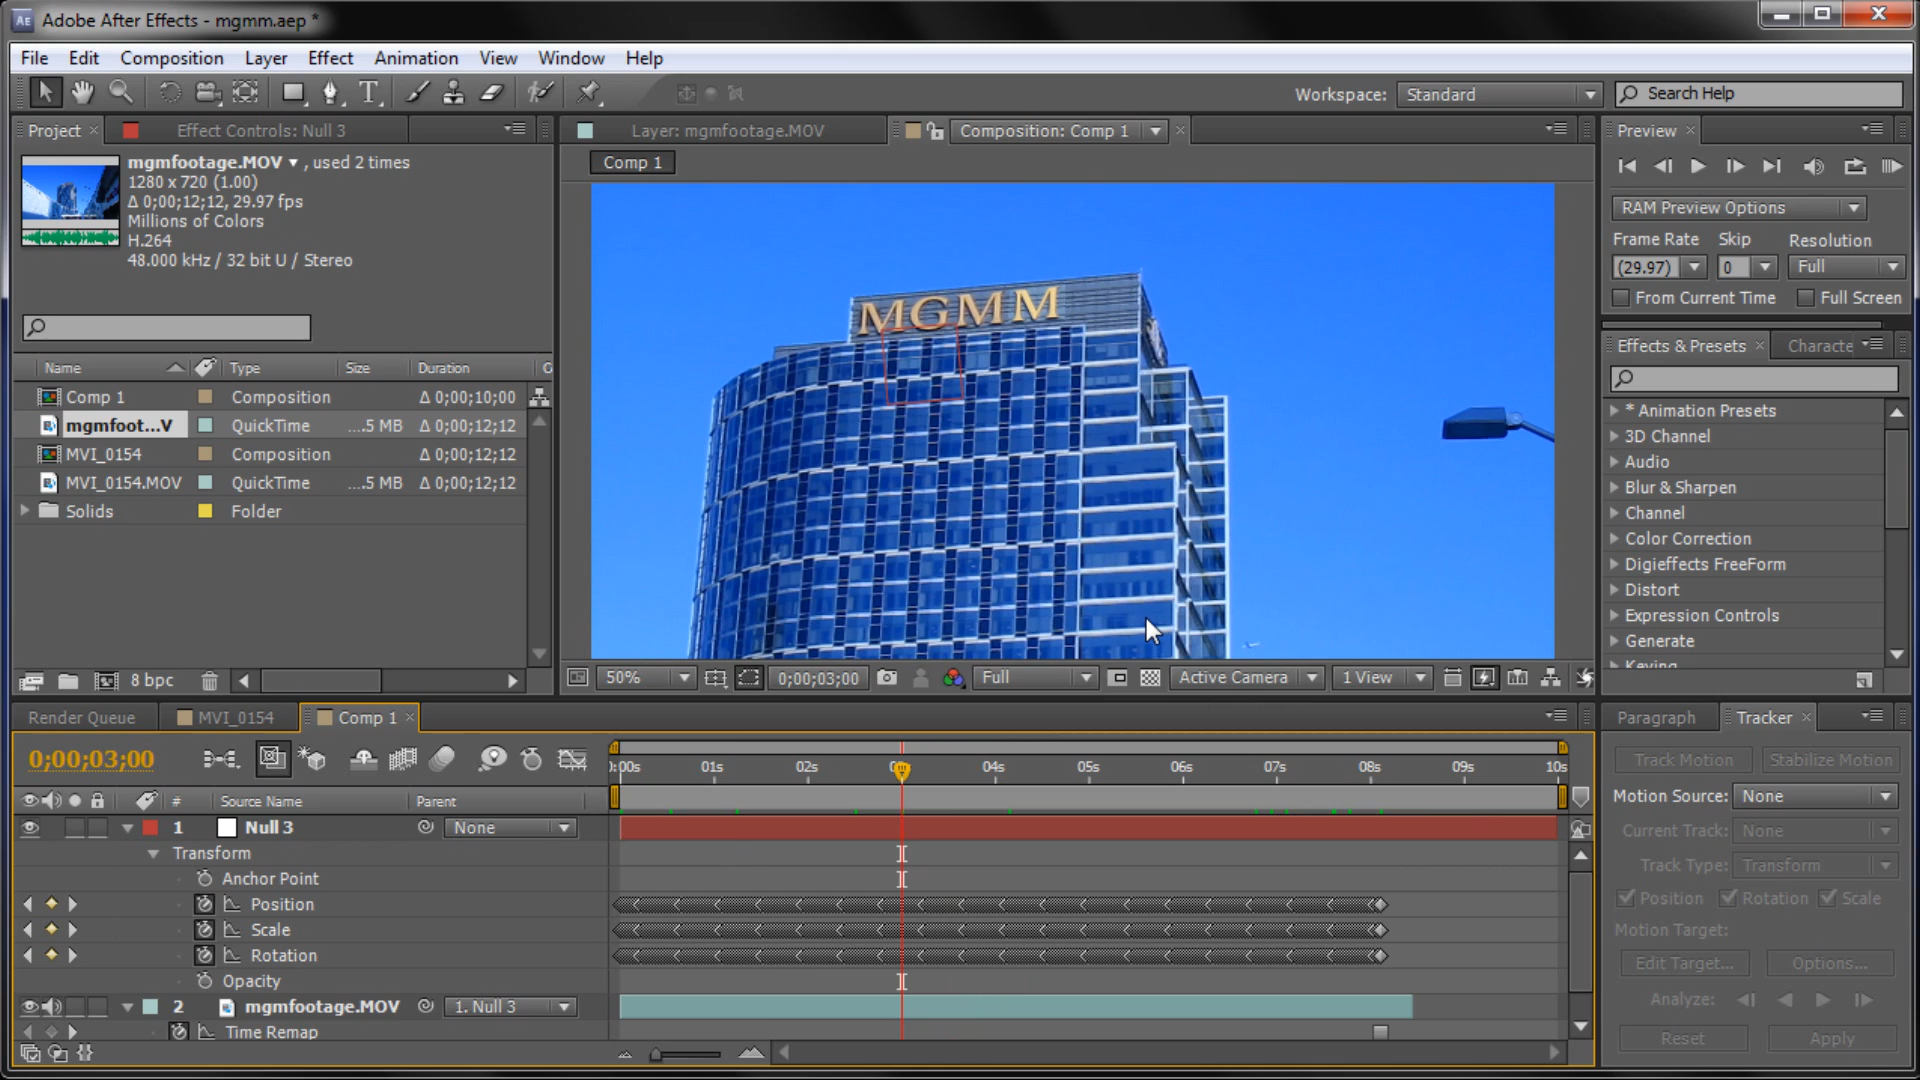 Adobe After Effects - mgmm.aep *
File Edit Composition Layer Effect Animation View Window Help
Workspace: Standard Search Help
Project Effect Controls: Null 3
Layer: mgmfootage.MOV Composition: Comp 1
Preview
mgmfootage.MOV , used 2 times
1280 x 720 (1.00)
Δ 0;00;12;12, 29.97 fps
Millions of Colors
H.264
48.000 kHz / 32 bit U / Stereo
Comp 1
MGMM
RAM Preview Options
Frame Rate Skip Resolution
(29.97) 0 Full
From Current Time Full Screen
Effects & Presets Characte
* Animation Presets
3D Channel
Audio
Blur & Sharpen
Channel
Color Correction
Digieffects FreeForm
Distort
Expression Controls
Generate
Keying
Name Type Size Duration
Comp 1 Composition Δ 0;00;10;00
mgmfoot...V QuickTime ....5 MB Δ 0;00;12;12
MVI_0154 Composition Δ 0;00;12;12
MVI_0154.MOV QuickTime ....5 MB Δ 0;00;12;12
Solids Folder
8 bpc
50% 0;00;03;00 Full Active Camera 1 View
Render Queue MVI_0154 Comp 1
0;00;03;00
):00s 01s 02s 04s 05s 06s 07s 08s 09s 10s
# Source Name Parent
1 Null 3 None
Transform
Anchor Point
Position
Scale
Rotation
Opacity
2 mgmfootage.MOV 1. Null 3
Time Remap
Paragraph Tracker
Track Motion Stabilize Motion
Motion Source: None
Current Track: None
Track Type: Transform
Position Rotation Scale
Motion Target:
Edit Target... Options...
Analyze:
Reset Apply